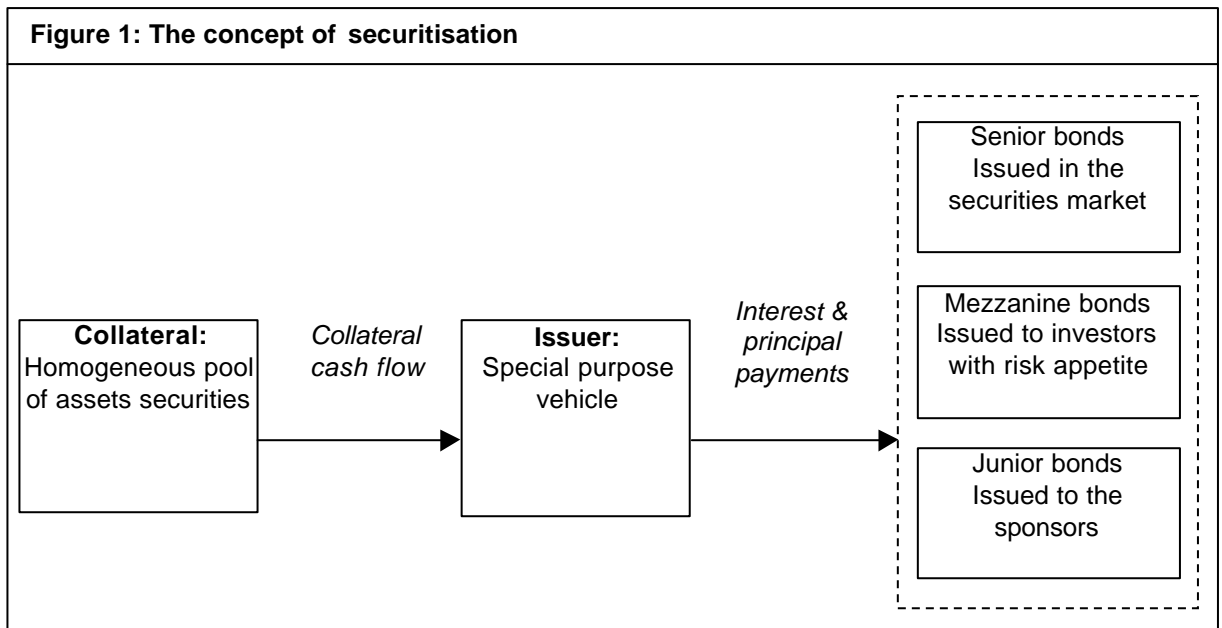 Figure 1: The concept of securitisation
Collateral:
Homogeneous pool
of assets securities
Collateral
cash flow
Issuer:
Special purpose
vehicle
Interest &
principal
payments
Senior bonds
Issued in the
securities market
Mezzanine bonds
Issued to investors
with risk appetite
Junior bonds
Issued to the
sponsors